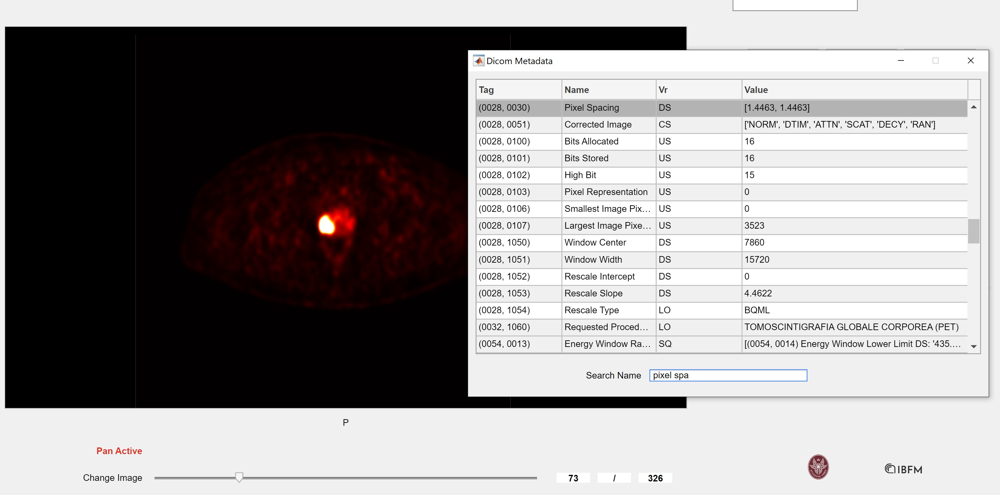 Dicom Metadata
Tag Name Vr Value
(0028, 0030) Pixel Spacing DS [1.4463, 1.4463]
(0028, 0051) Corrected Image CS ['NORM', 'DTIM', 'ATTN', 'SCAT', 'DECY', 'RAN']
(0028, 0100) Bits Allocated US 16
(0028, 0101) Bits Stored US 16
(0028, 0102) High Bit US 15
(0028, 0103) Pixel Representation US 0
(0028, 0106) Smallest Image Pix... US 0
(0028, 0107) Largest Image Pixe... US 3523
(0028, 1050) Window Center DS 7860
(0028, 1051) Window Width DS 15720
(0028, 1052) Rescale Intercept DS 0
(0028, 1053) Rescale Slope DS 4.4622
(0028, 1054) Rescale Type LO BQML
(0032, 1060) Requested Proced... LO TOMOSCINTIGRAFIA GLOBALE CORPOREA (PET)
(0054, 0013) Energy Window Ra... SQ [(0054, 0014) Energy Window Lower Limit DS: '435....
Search Name pixel spa
P
Pan Active
Change Image 73 / 326
STVDIVM VRBIS
IBFM